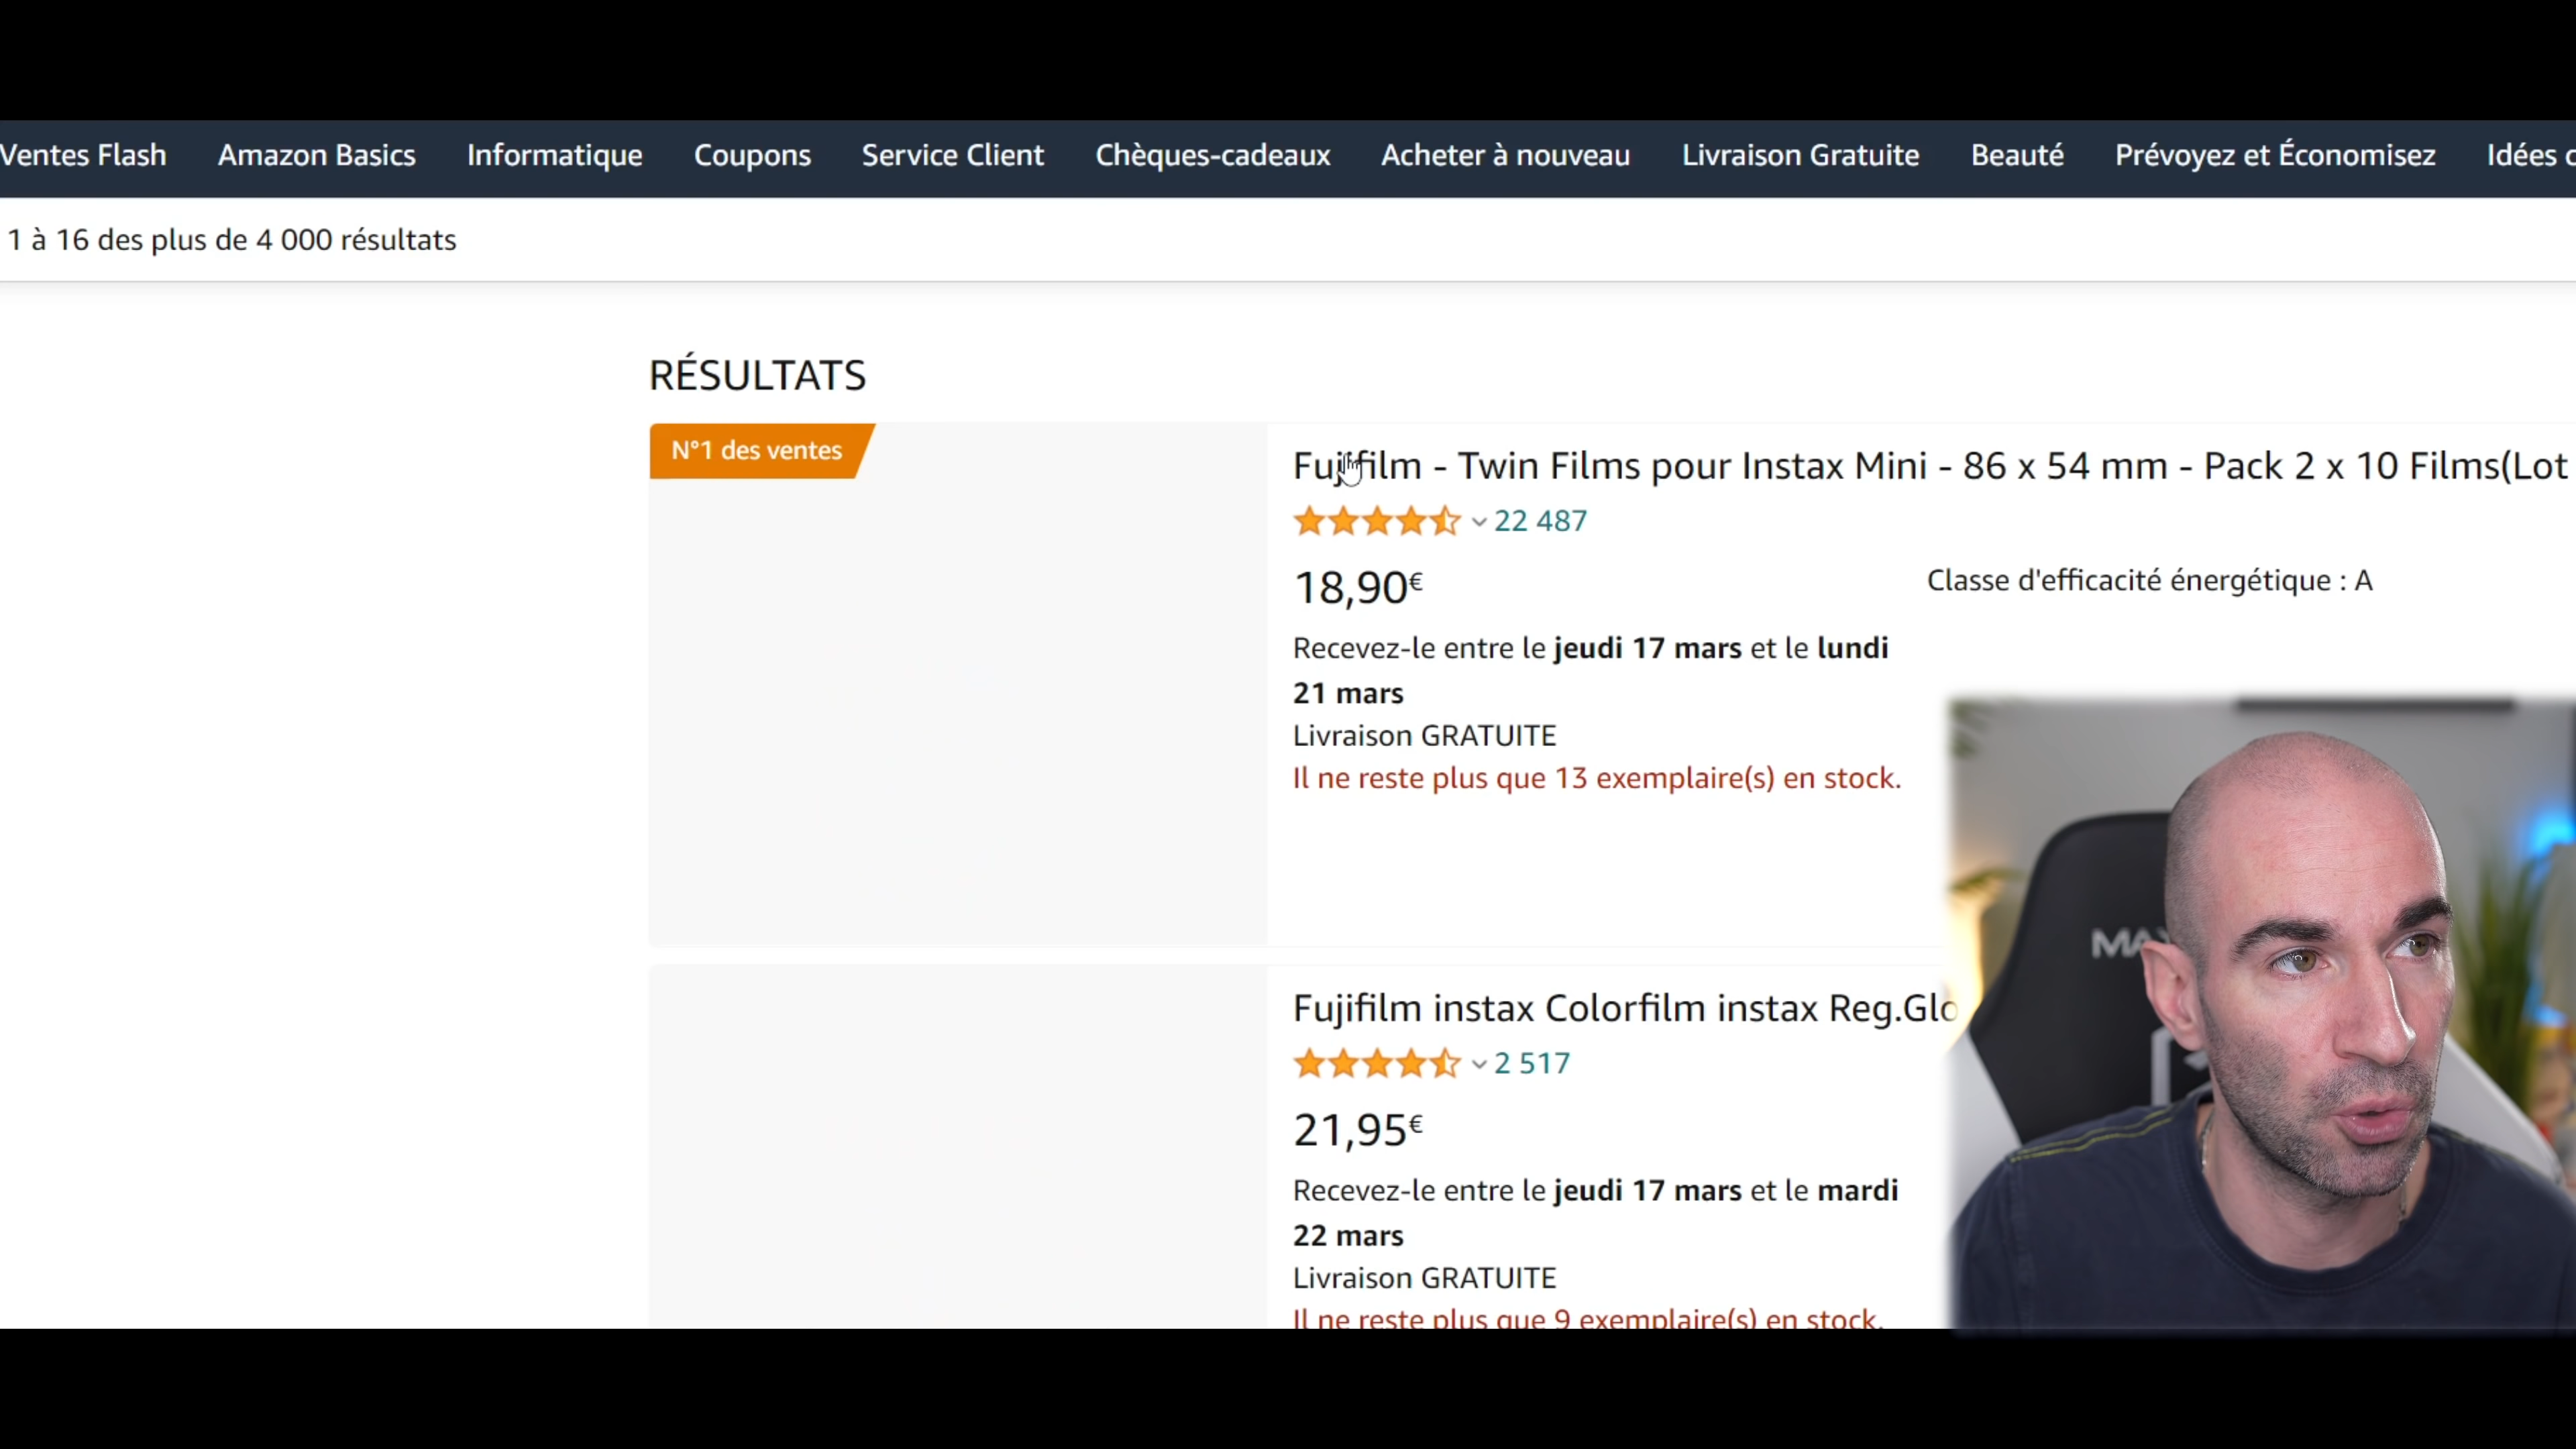 Ventes Flash Amazon Basics Informatique Coupons Service Client Chèques-cadeaux Acheter à nouveau Livraison Gratuite Beauté Prévoyez et Économisez Idées
1 à 16 des plus de 4 000 résultats
RÉSULTATS
N°1 des ventes
Fujifilm - Twin Films pour Instax Mini - 86 x 54 mm - Pack 2 x 10 Films(Lot
22 487
18,90€
Classe d'efficacité énergétique : A
Recevez-le entre le jeudi 17 mars et le lundi
21 mars
Livraison GRATUITE
Il ne reste plus que 13 exemplaire(s) en stock.
Fujifilm instax Colorfilm instax Reg.Glo
2 517
21,95€
Recevez-le entre le jeudi 17 mars et le mardi
22 mars
Livraison GRATUITE
Il ne reste plus que 9 exemplaire(s) en stock.